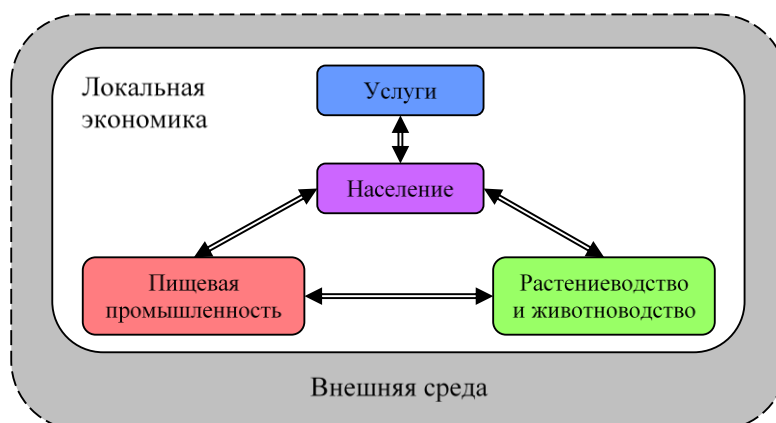 Локальная
экономика
Услуги
Население
Пищевая
промышленность
Растениеводство
и животноводство
Внешняя среда